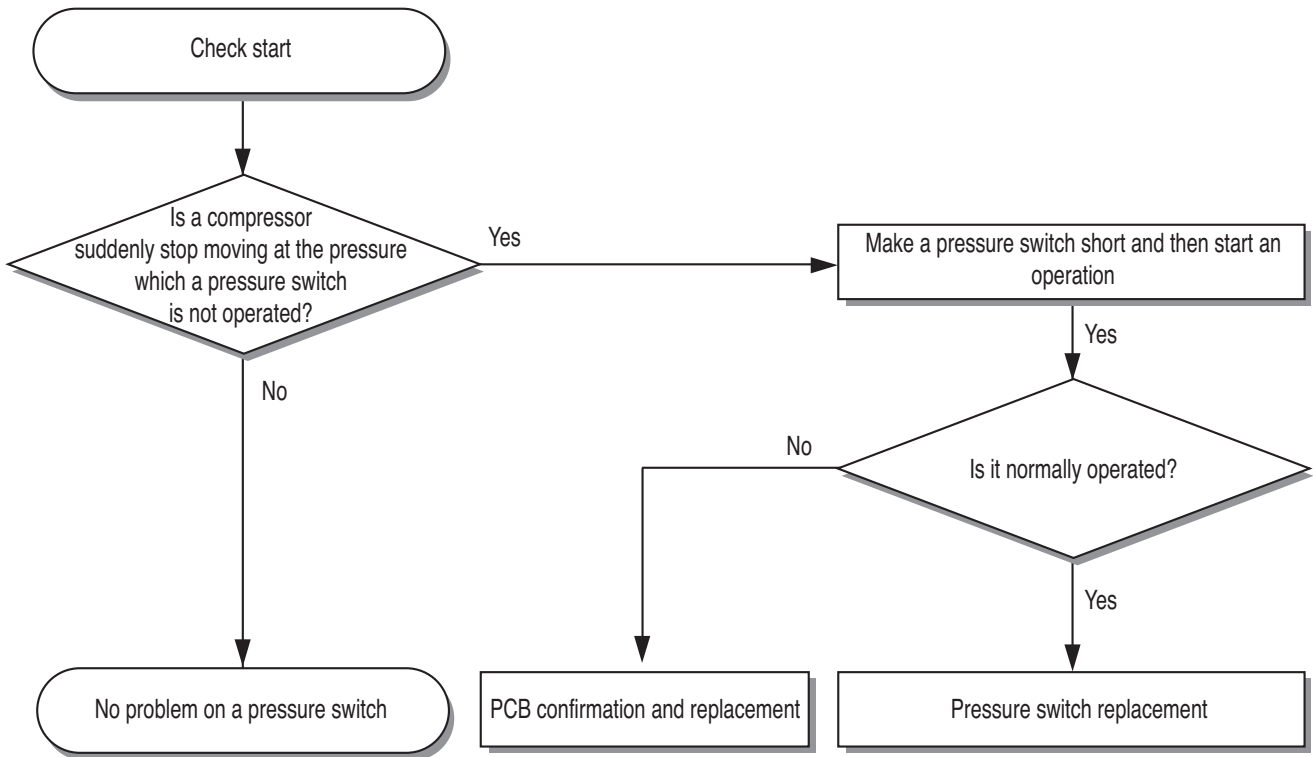 Check start
Is a compressor
suddenly stop moving at the pressure
which a pressure switch
is not operated?
Yes
Make a pressure switch short and then start an
operation
Yes
No
No
Is it normally operated?
Yes
No problem on a pressure switch
PCB confirmation and replacement
Pressure switch replacement